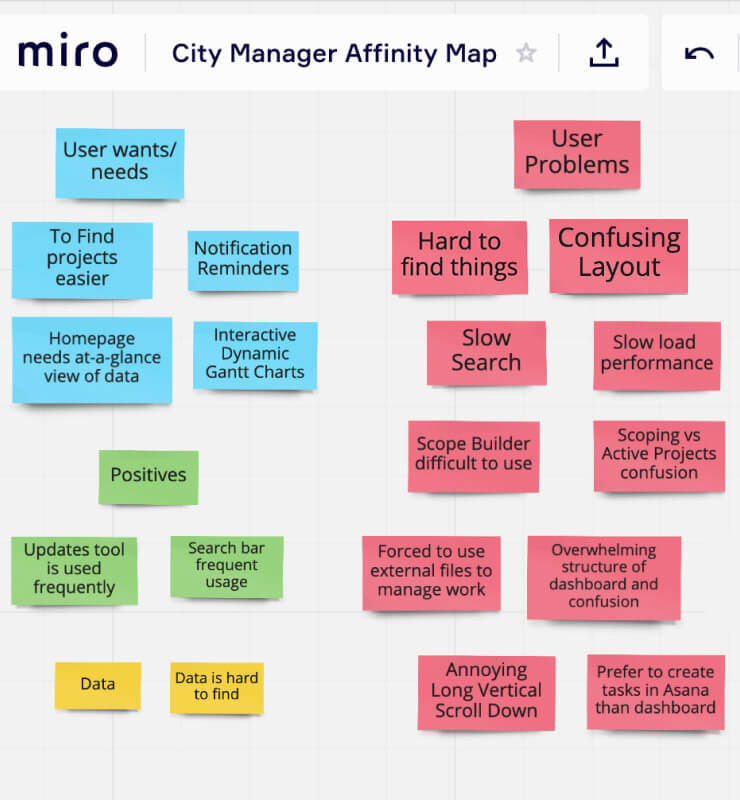 miro
City Manager Affinity Map
User wants/
needs
To Find
projects
easier
Notification
Reminders
Homepage
needs at-a-glance
view of data
Interactive
Dynamic
Gantt Charts
Positives
Updates tool
is used
frequently
Search bar
frequent
usage
Data
Data is hard
to find
User
Problems
Hard to
find things
Confusing
Layout
Slow
Search
Slow load
performance
Scope Builder
difficult to use
Scoping vs
Active Projects
confusion
Forced to use
external files to
manage work
Overwhelming
structure of
dashboard and
confusion
Annoying
Long Vertical
Scroll Down
Prefer to create
tasks in Asana
than dashboard